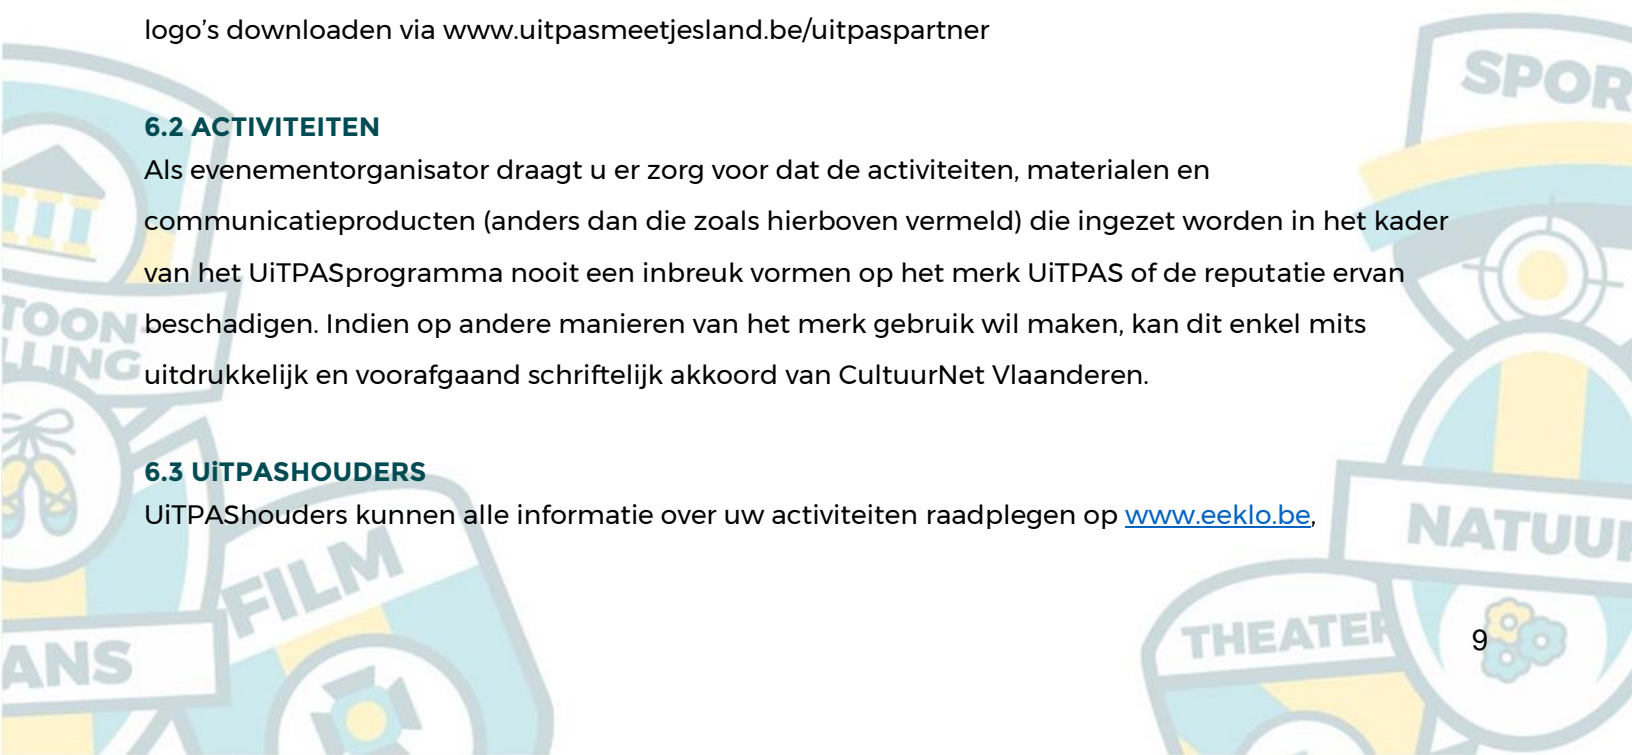 logo’s downloaden via www.uitpasmeetjesland.be/uitpaspartner
SPOR
6.2 ACTIVITEITEN
Als evenementorganisator draagt u er zorg voor dat de activiteiten, materialen en
communicatieproducten (anders dan die zoals hierboven vermeld) die ingezet worden in het kader
van het UiTPASprogramma nooit een inbreuk vormen op het merk UiTPAS of de reputatie ervan
TOON
LLING
beschadigen. Indien op andere manieren van het merk gebruik wil maken, kan dit enkel mits
uitdrukkelijk en voorafgaand schriftelijk akkoord van CultuurNet Vlaanderen.
6.3 UiTPASHOUDERS
UiTPAShouders kunnen alle informatie over uw activiteiten raadplegen op www.eeklo.be,
NATUUR
FILM
THEATER
ANS
9